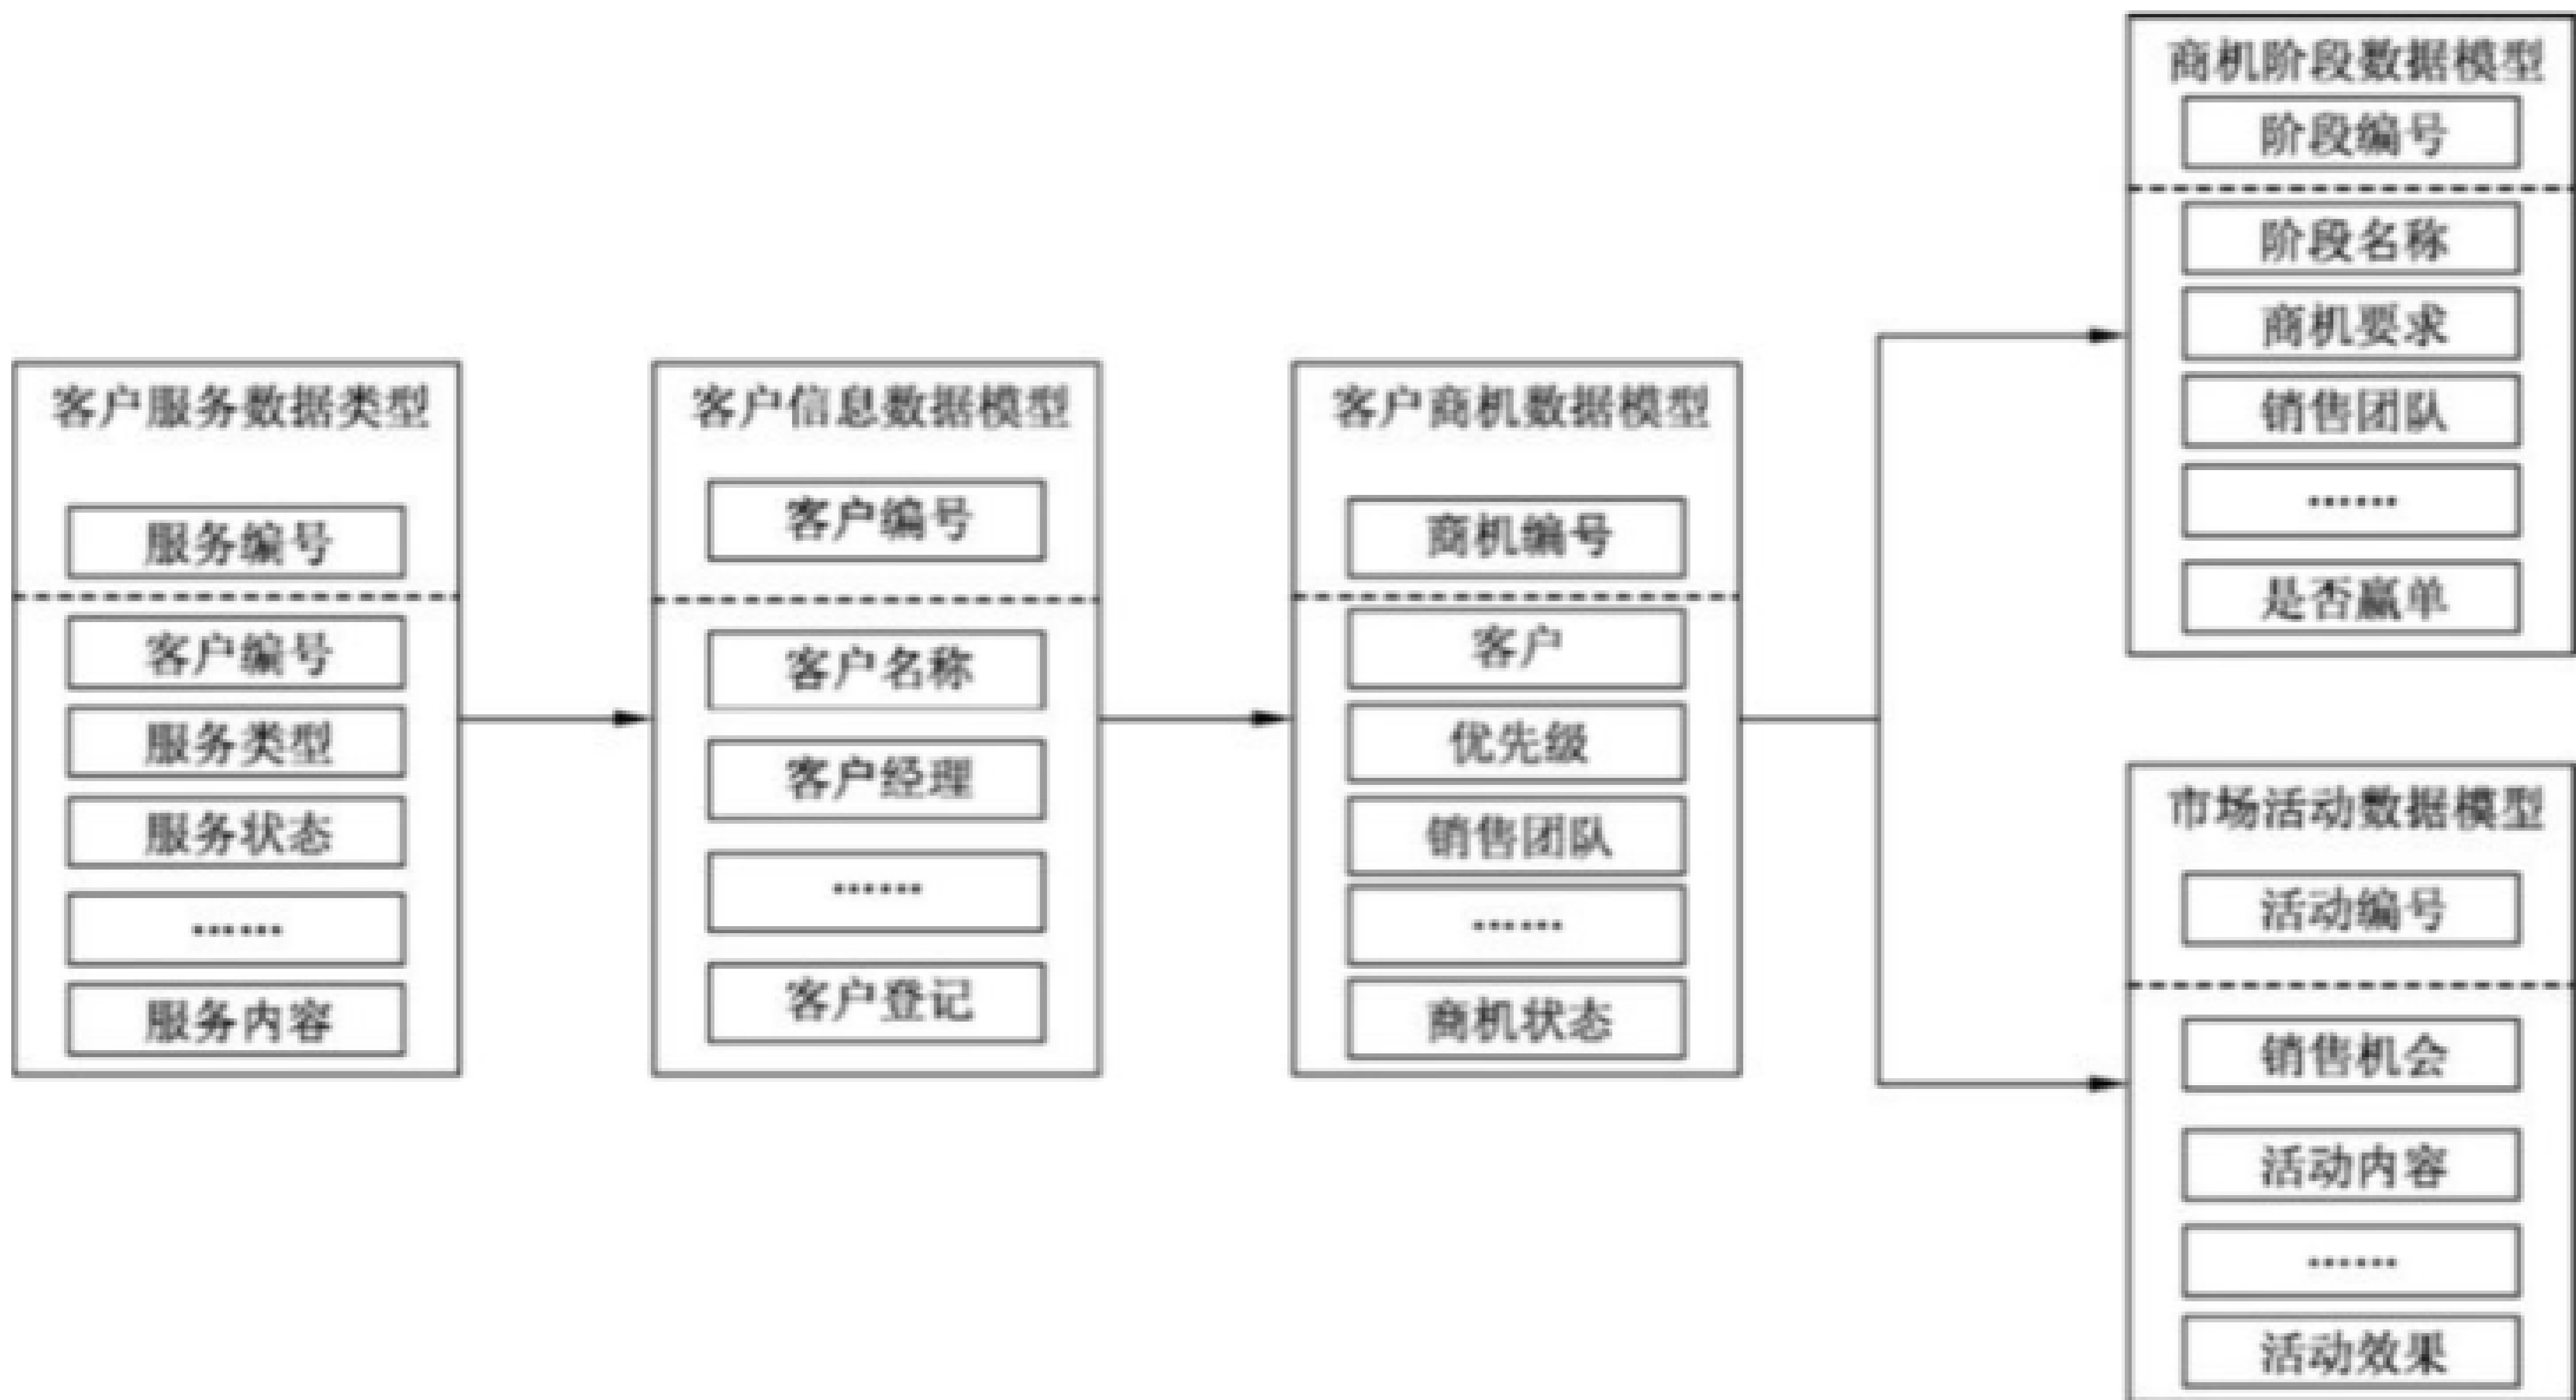 客户服务数据类型
服务编号
客户编号
服务类型
服务状态
……
服务内容
客户信息数据模型
客户编号
客户名称
客户经理
……
客户登记
客户商机数据模型
商机编号
客户
优先级
销售团队
……
商机状态
商机阶段数据模型
阶段编号
阶段名称
商机要求
销售团队
……
是否赢单
市场活动数据模型
活动编号
销售机会
活动内容
……
活动效果